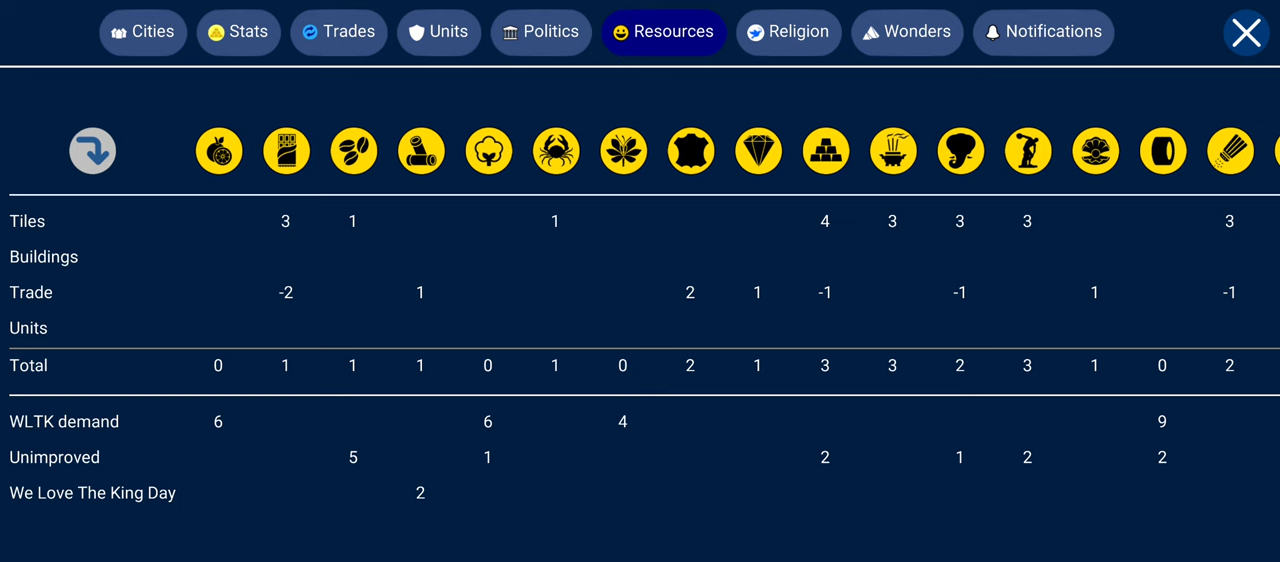 Cities Stats Trades Units Politics Resources Religion Wonders Notifications
Tiles 3 1 1 4 3 3 3 3
Buildings
Trade -2 1 2 1 -1 -1 1 -1
Units
Total 0 1 1 1 0 1 0 2 1 3 3 2 3 1 0 2
WLTK demand 6 6 4 9
Unimproved 5 1 2 1 2 2
We Love The King Day 2